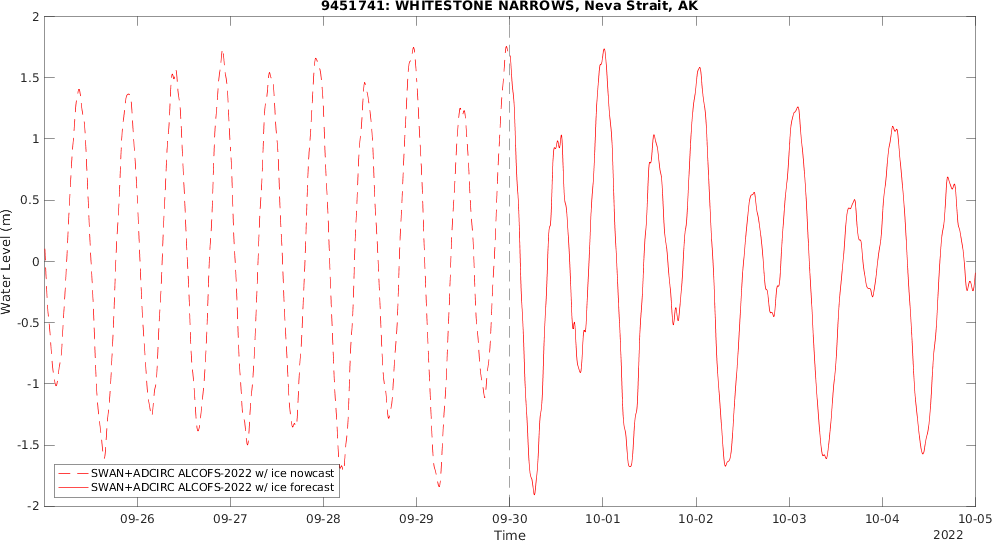 9451741: WHITESTONE NARROWS, Neva Strait, AK
2
1.5
1
0.5
0
-0.5
-1
-1.5
-2
Water Level (m)
SWAN+ADCIRC ALCOFS-2022 w/ ice nowcast
SWAN+ADCIRC ALCOFS-2022 w/ ice forecast
09-26 09-27 09-28 09-29 09-30 10-01 10-02 10-03 10-04 10-05
Time
2022